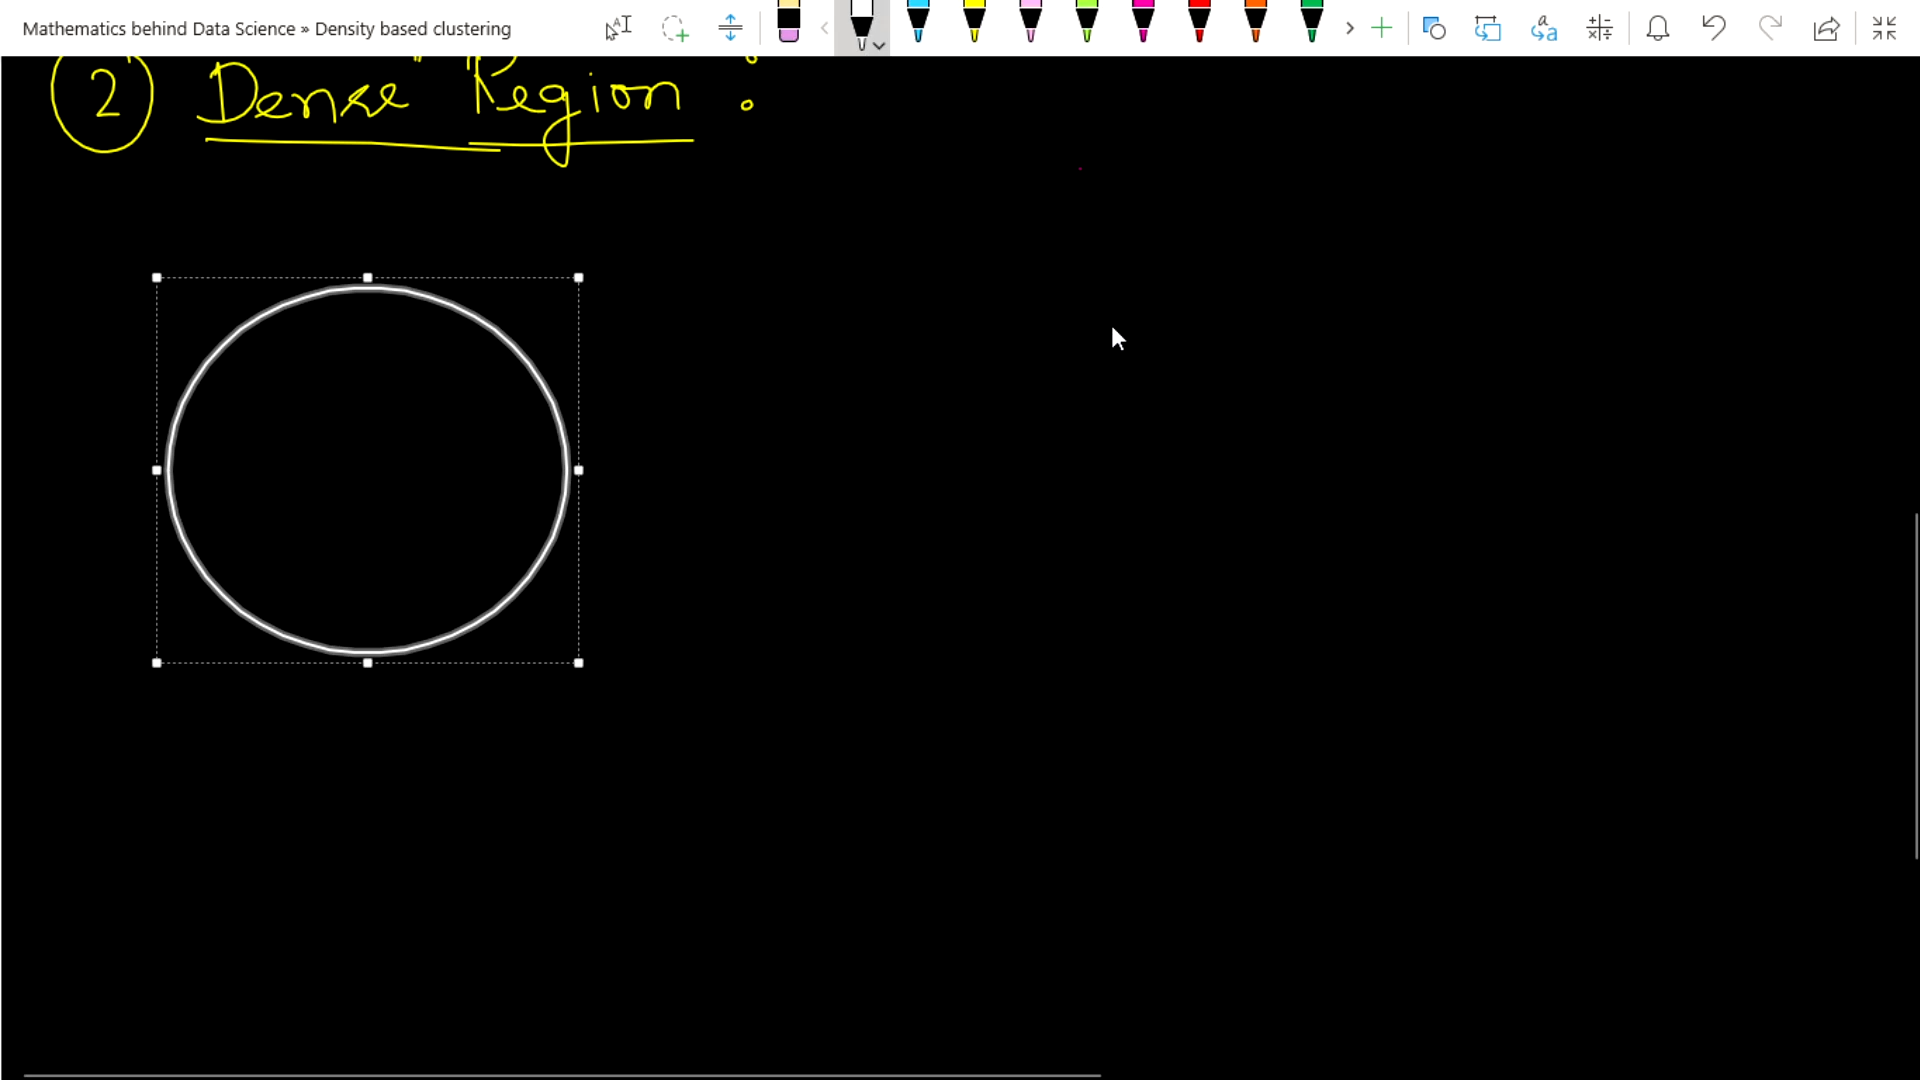 Mathematics behind Data Science » Density based clustering
2 Dense Region :